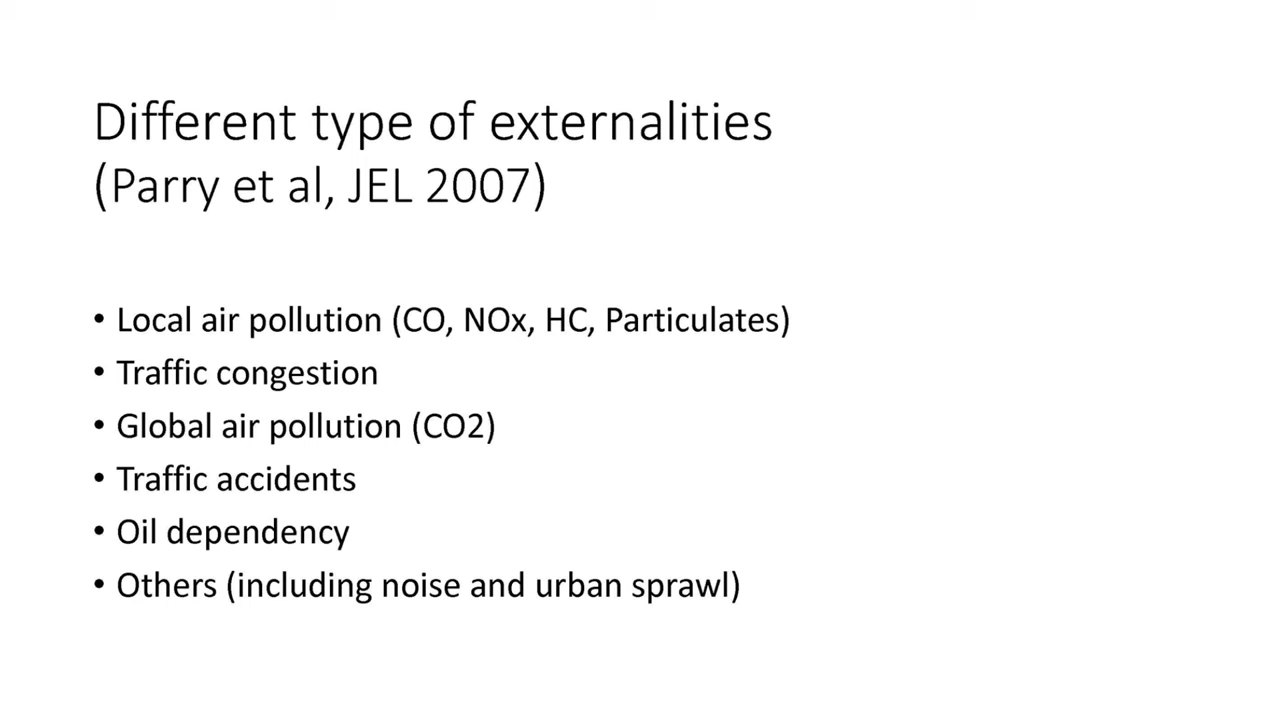 Different type of externalities
(Parry et al, JEL 2007)
• Local air pollution (CO, NOx, HC, Particulates)
• Traffic congestion
• Global air pollution (CO2)
• Traffic accidents
• Oil dependency
• Others (including noise and urban sprawl)